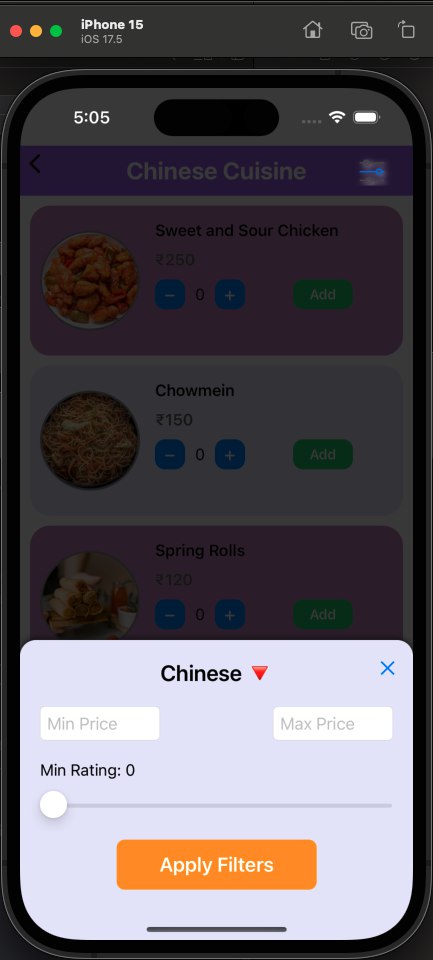 iPhone 15
iOS 17.5
5:05
Chinese Cuisine
Sweet and Sour Chicken
₹250
− 0 + Add
Chowmein
₹150
− 0 + Add
Spring Rolls
₹120
− 0 + Add
Chinese 🔻
Min Price Max Price
Min Rating: 0
Apply Filters